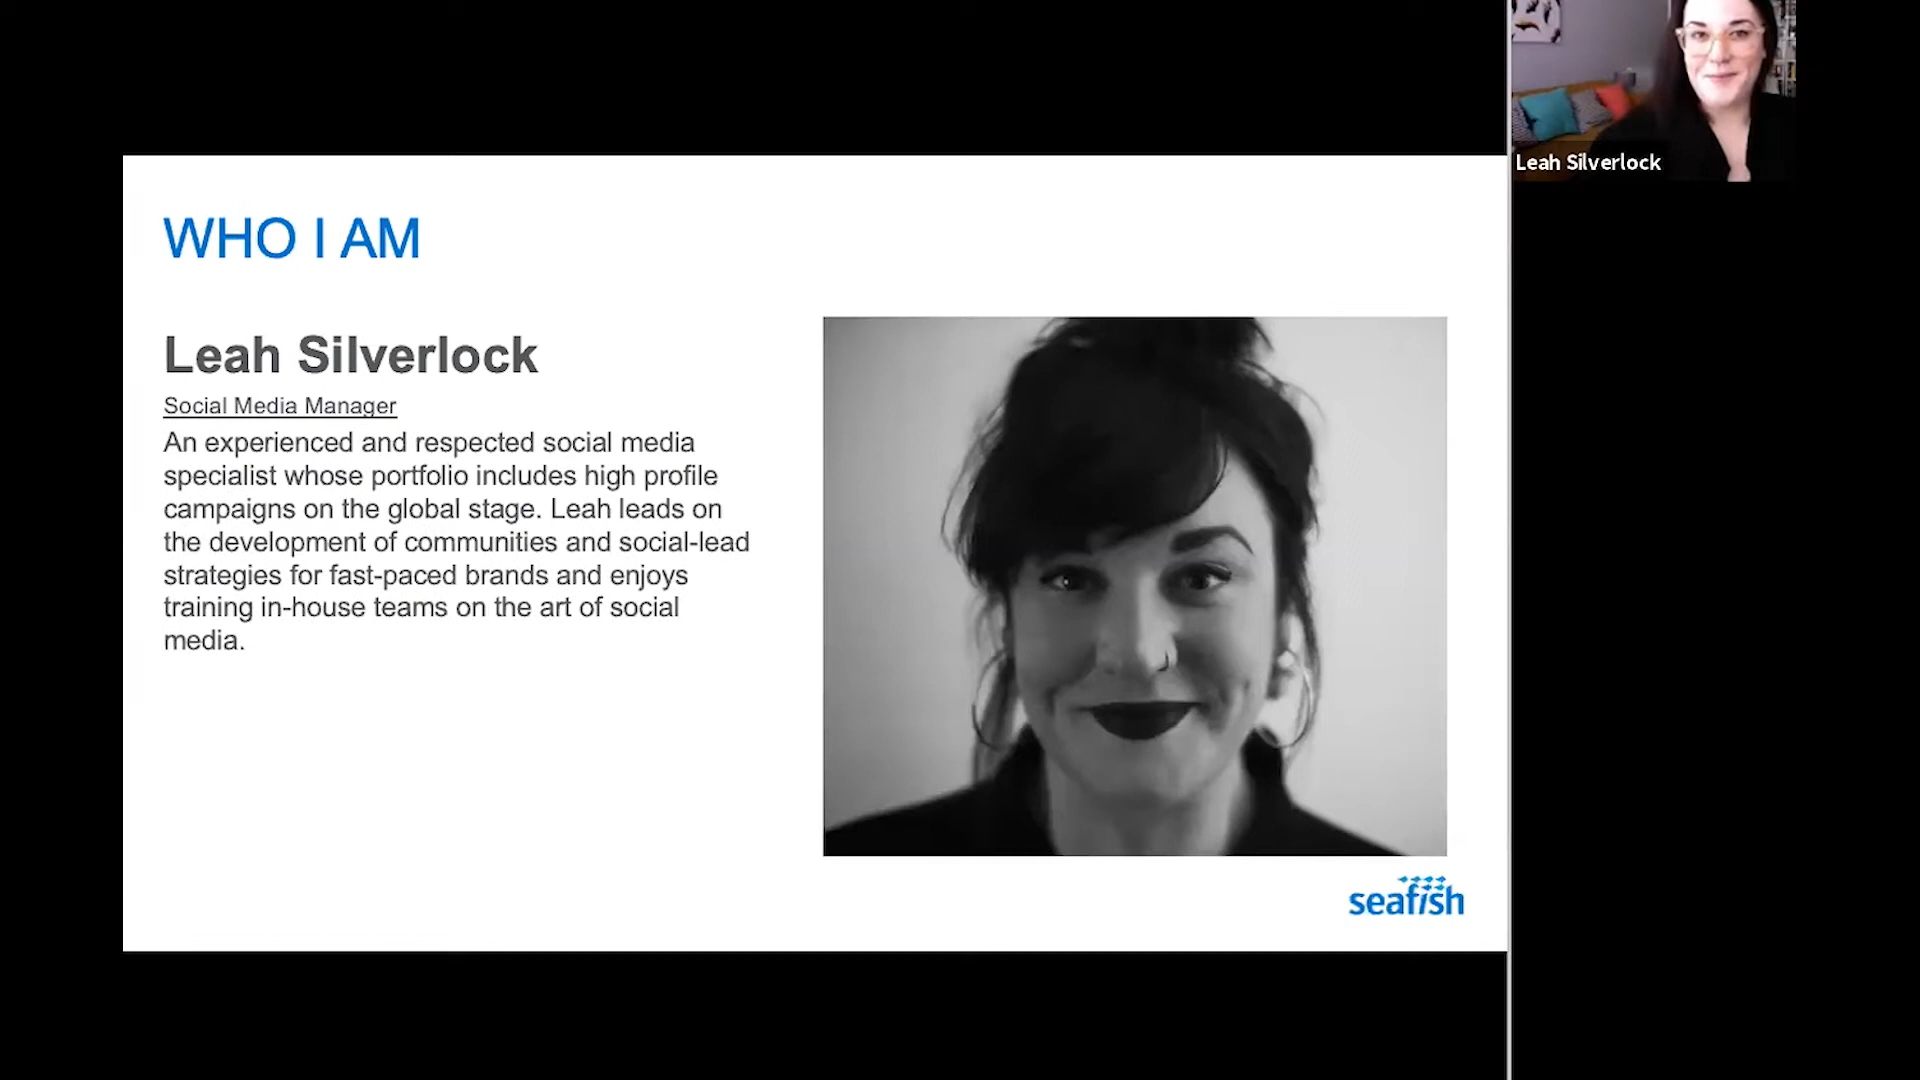 WHO I AM
Leah Silverlock
Social Media Manager
An experienced and respected social media
specialist whose portfolio includes high profile
campaigns on the global stage. Leah leads on
the development of communities and social-lead
strategies for fast-paced brands and enjoys
training in-house teams on the art of social
media.
seafish
Leah Silverlock